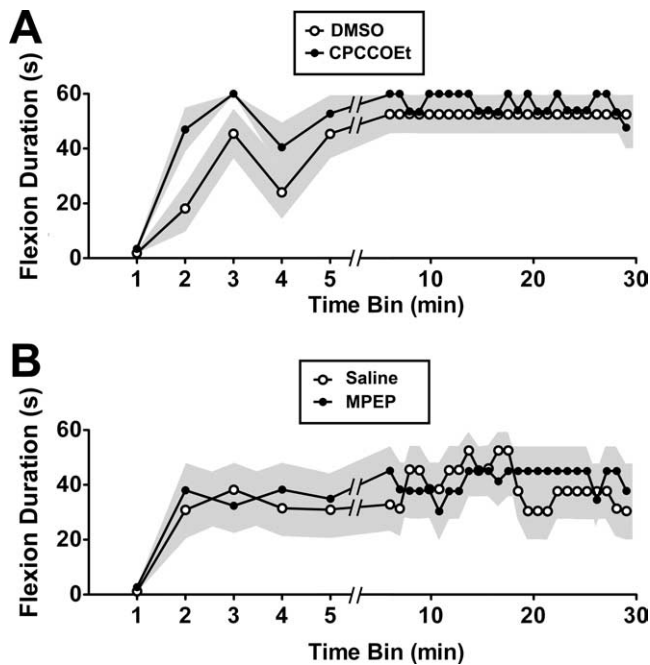 A
DMSO
CPCCOEt
Flexion Duration (s)
60
40
20
0
1 2 3 4 5 // 10 20 30
Time Bin (min)
B
Saline
MPEP
Flexion Duration (s)
60
40
20
0
1 2 3 4 5 // 10 20 30
Time Bin (min)